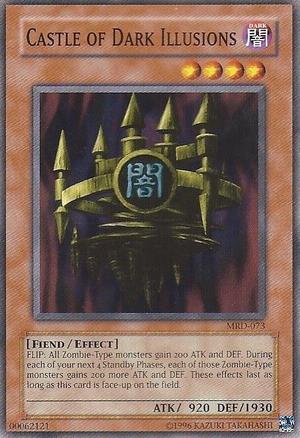 CASTLE OF DARK ILLUSIONS
DARK
闇
闇
MRD-073
[FIEND / EFFECT]
FLIP: All Zombie-Type monsters gain 200 ATK and DEF. During
each of your next 4 Standby Phases, each of those Zombie-Type
monsters gains 200 more ATK and DEF. These effects last as
long as this card is face-up on the field.
ATK/ 920 DEF/1930
00062121
©1996 KAZUKI TAKAHASHI